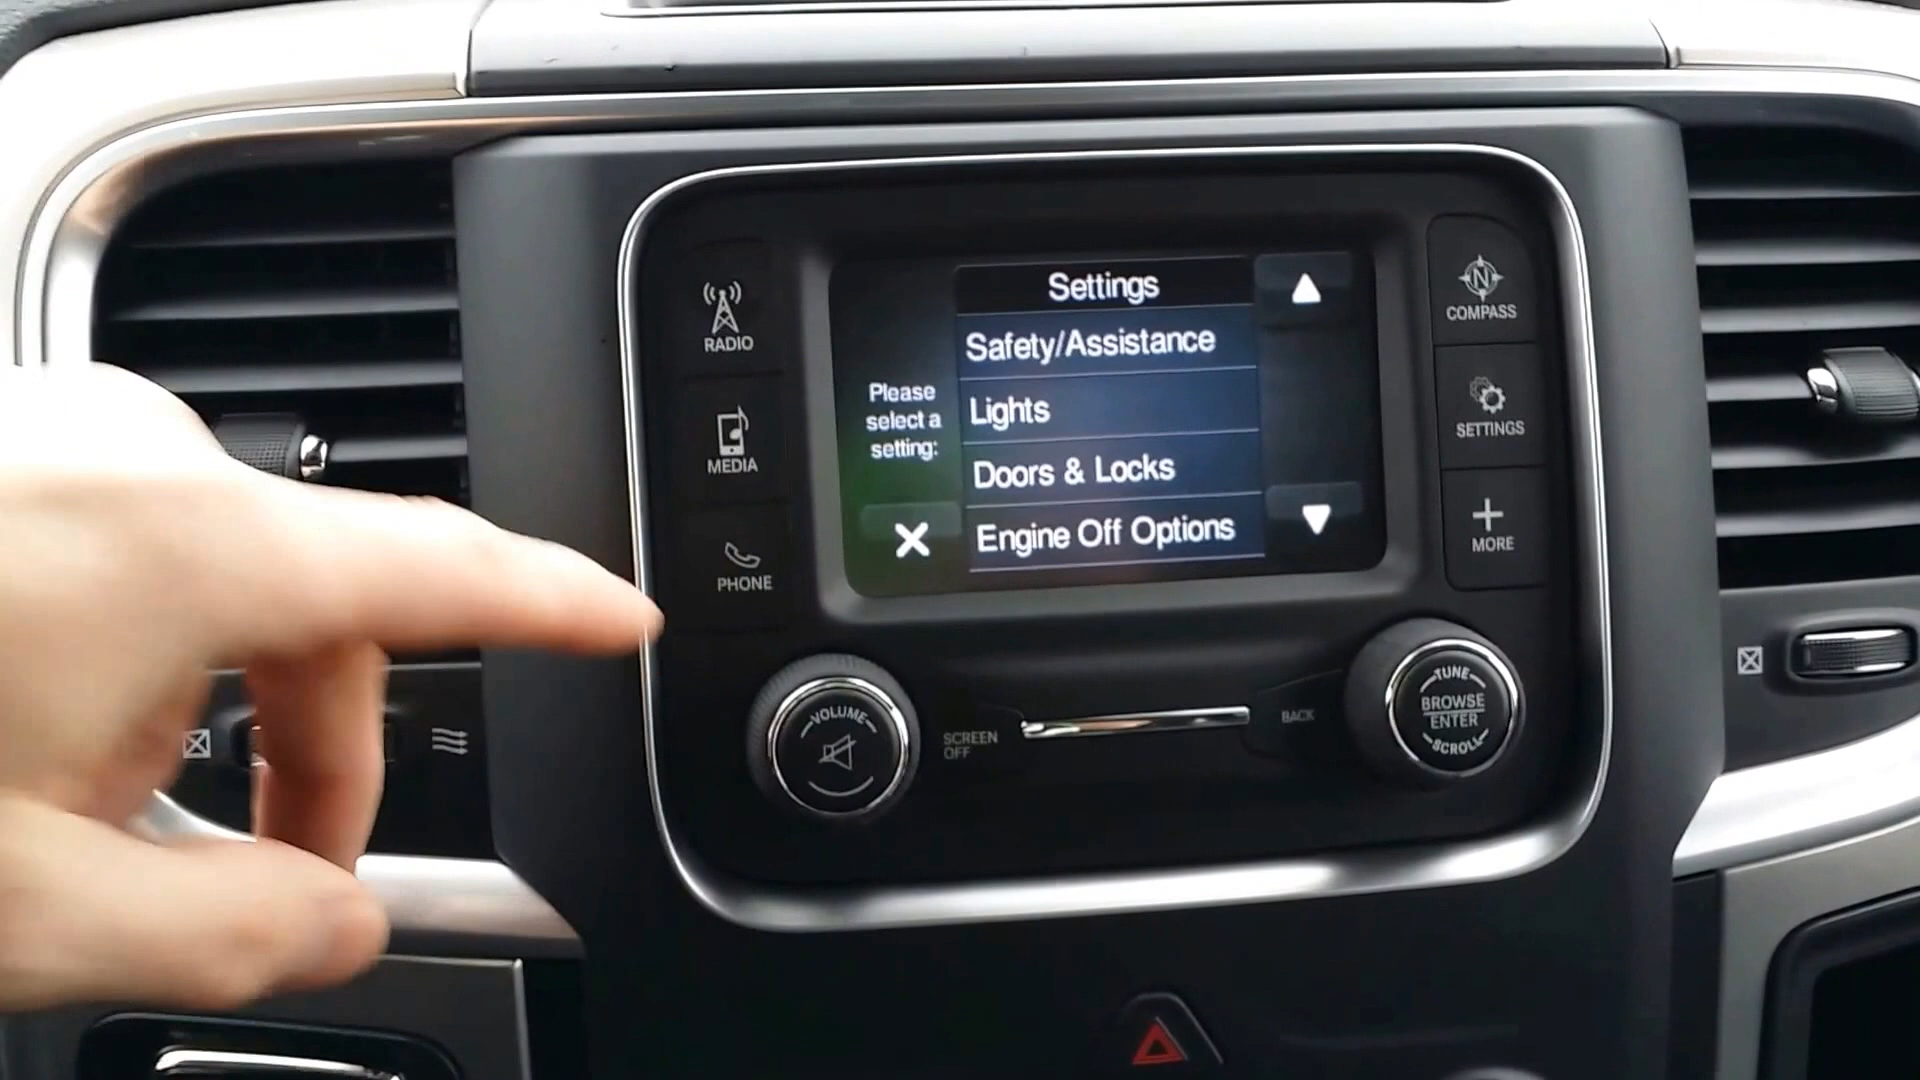 RADIO
MEDIA
PHONE
Settings
Safety/Assistance
Lights
Doors & Locks
Engine Off Options
Please
select a
setting:
N
COMPASS
SETTINGS
MORE
VOLUME
SCREEN
OFF
BACK
TUNE
BROWSE
ENTER
SCROLL